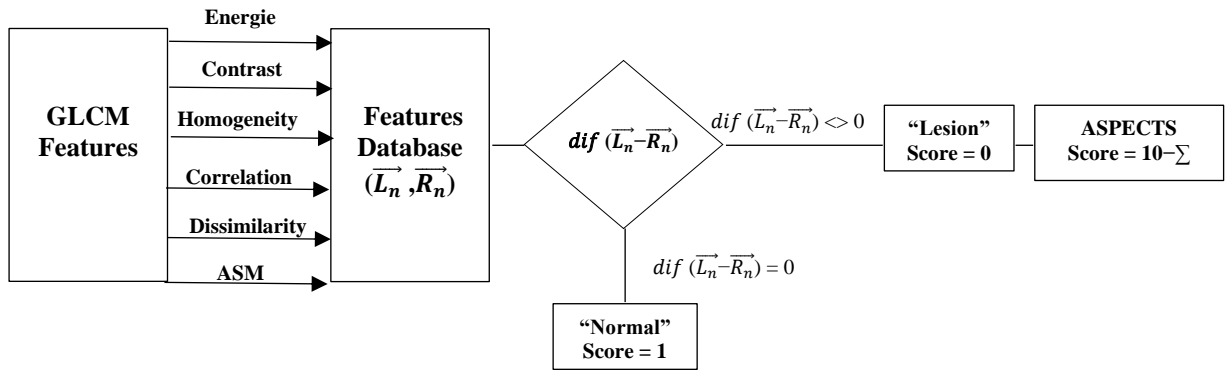 Energie
Contrast
Homogeneity
Correlation
Dissimilarity
ASM
GLCM
Features
Features
Database
(L⃗ₙ ,R⃗ₙ)
dif (L⃗ₙ−R⃗ₙ)
dif (L⃗ₙ−R⃗ₙ) <> 0
“Lesion”
Score = 0
ASPECTS
Score = 10−∑
dif (L⃗ₙ−R⃗ₙ) = 0
“Normal”
Score = 1